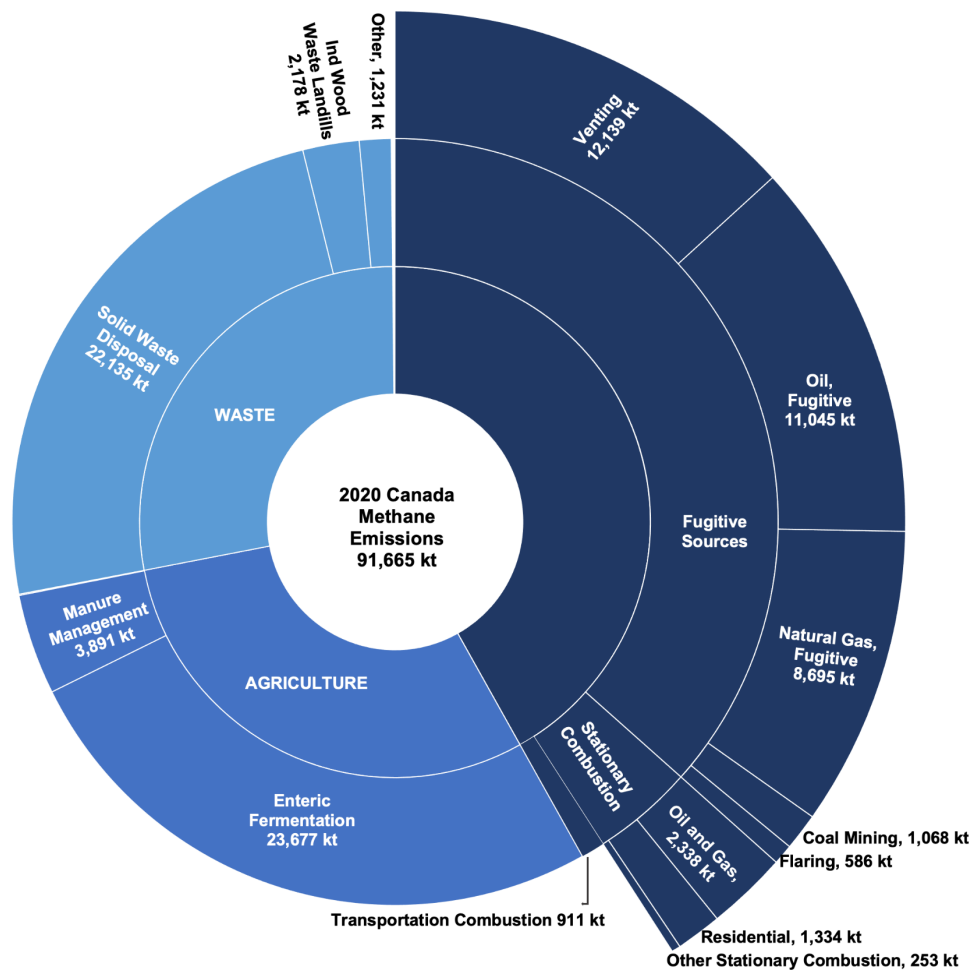 2020 Canada
Methane
Emissions
91,665 kt
Venting
12,139 kt
Oil,
Fugitive
11,045 kt
Fugitive
Sources
Natural Gas,
Fugitive
8,695 kt
Coal Mining, 1,068 kt
Flaring, 586 kt
Stationary
Combustion
Oil and Gas,
2,338 kt
Residential, 1,334 kt
Other Stationary Combustion, 253 kt
Transportation Combustion 911 kt
AGRICULTURE
Enteric
Fermentation
23,677 kt
Manure
Management
3,891 kt
WASTE
Solid Waste
Disposal
22,135 kt
Ind Wood
Waste Landills
2,178 kt
Other, 1,231 kt